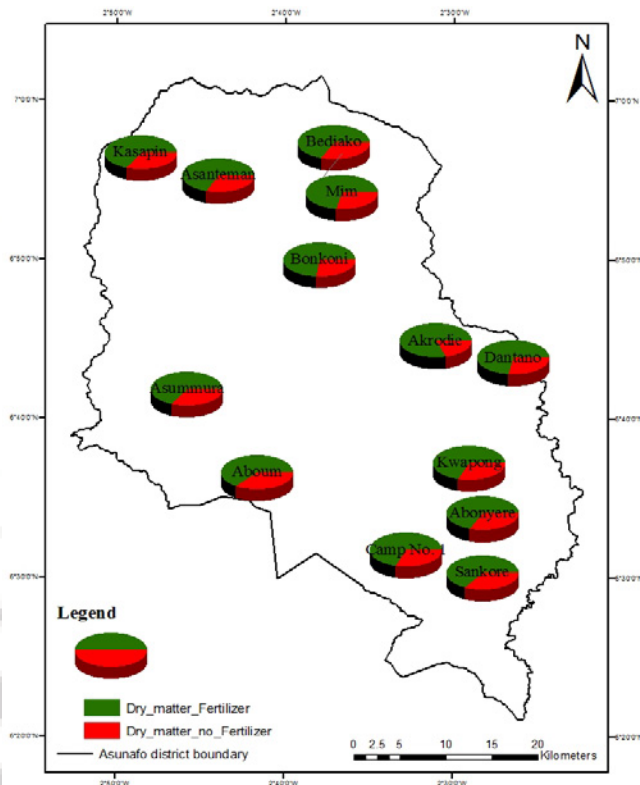 2°50'0"W 2°40'0"W 2°30'0"W
N
7°0'0"N 7°0'0"N
Bediako
Kasapin
Asanteman
Mim
6°50'0"N 6°50'0"N
Bonkoni
Akrodie
Dantano
Asummura
6°40'0"N 6°40'0"N
Kwapong
Aboum
Abonyere
Camp No. 1
Sankore
6°30'0"N 6°30'0"N
Legend
Dry_matter_Fertilizer
Dry_matter_no_Fertilizer
Asunafo district boundary
0 2.5 5 10 15 20
Kilometers
6°20'0"N 6°20'0"N
2°50'0"W 2°40'0"W 2°30'0"W